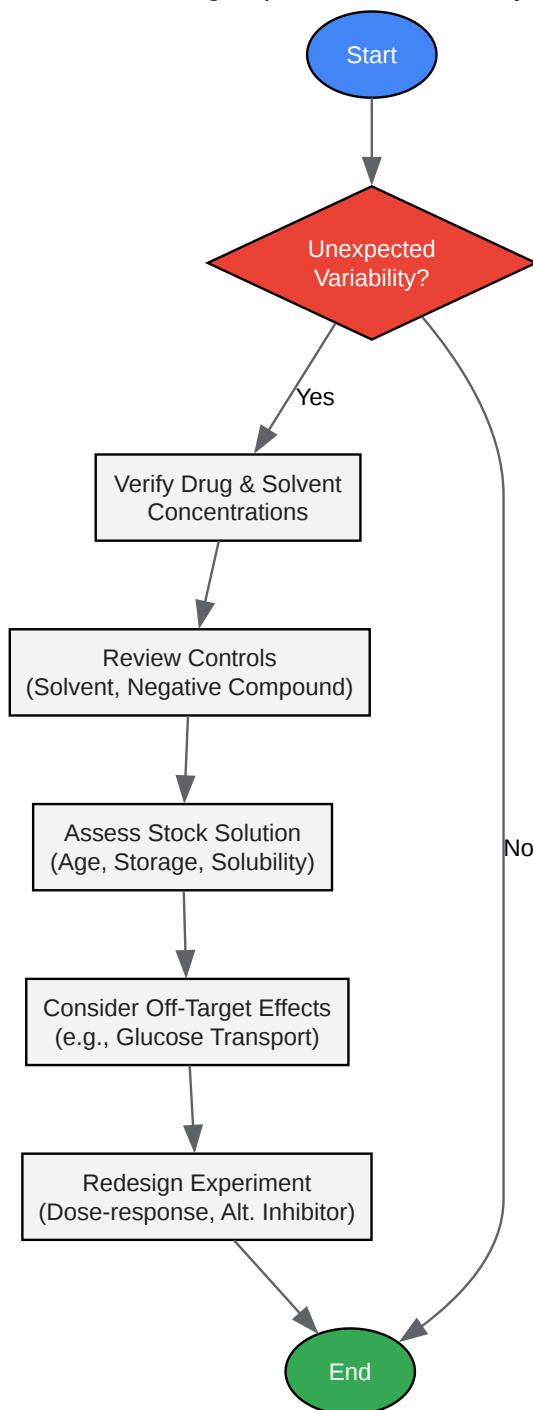 Start
Unexpected
Variability?
Yes
Verify Drug & Solvent
Concentrations
Review Controls
(Solvent, Negative Compound)
Assess Stock Solution
(Age, Storage, Solubility)
No
Consider Off-Target Effects
(e.g., Glucose Transport)
Redesign Experiment
(Dose-response, Alt. Inhibitor)
End